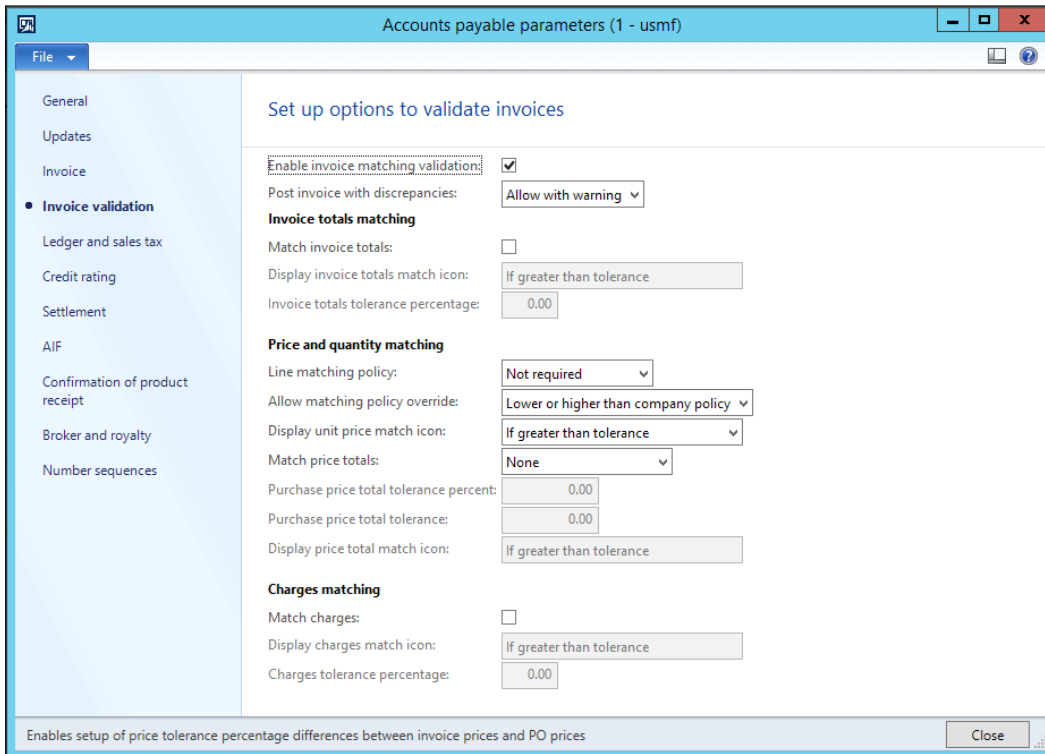 Accounts payable parameters (1 - usmf)
File
General
Updates
Invoice
Invoice validation
Ledger and sales tax
Credit rating
Settlement
AIF
Confirmation of product
receipt
Broker and royalty
Number sequences
Set up options to validate invoices
Enable invoice matching validation:
Post invoice with discrepancies: Allow with warning
Invoice totals matching
Match invoice totals:
Display invoice totals match icon: If greater than tolerance
Invoice totals tolerance percentage: 0.00
Price and quantity matching
Line matching policy: Not required
Allow matching policy override: Lower or higher than company policy
Display unit price match icon: If greater than tolerance
Match price totals: None
Purchase price total tolerance percent: 0.00
Purchase price total tolerance: 0.00
Display price total match icon: If greater than tolerance
Charges matching
Match charges:
Display charges match icon: If greater than tolerance
Charges tolerance percentage: 0.00
Enables setup of price tolerance percentage differences between invoice prices and PO prices
Close